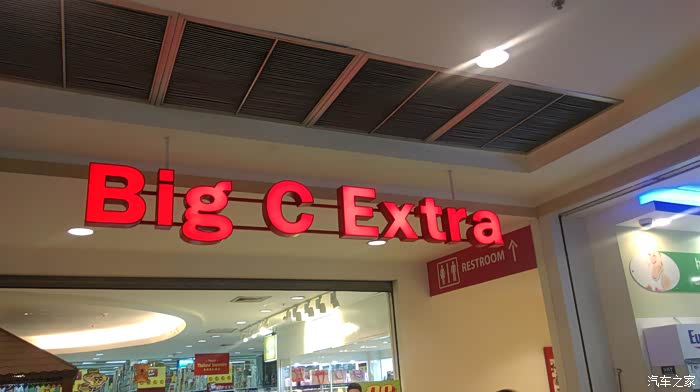 Big C Extra
RESTROOM
汽车之家